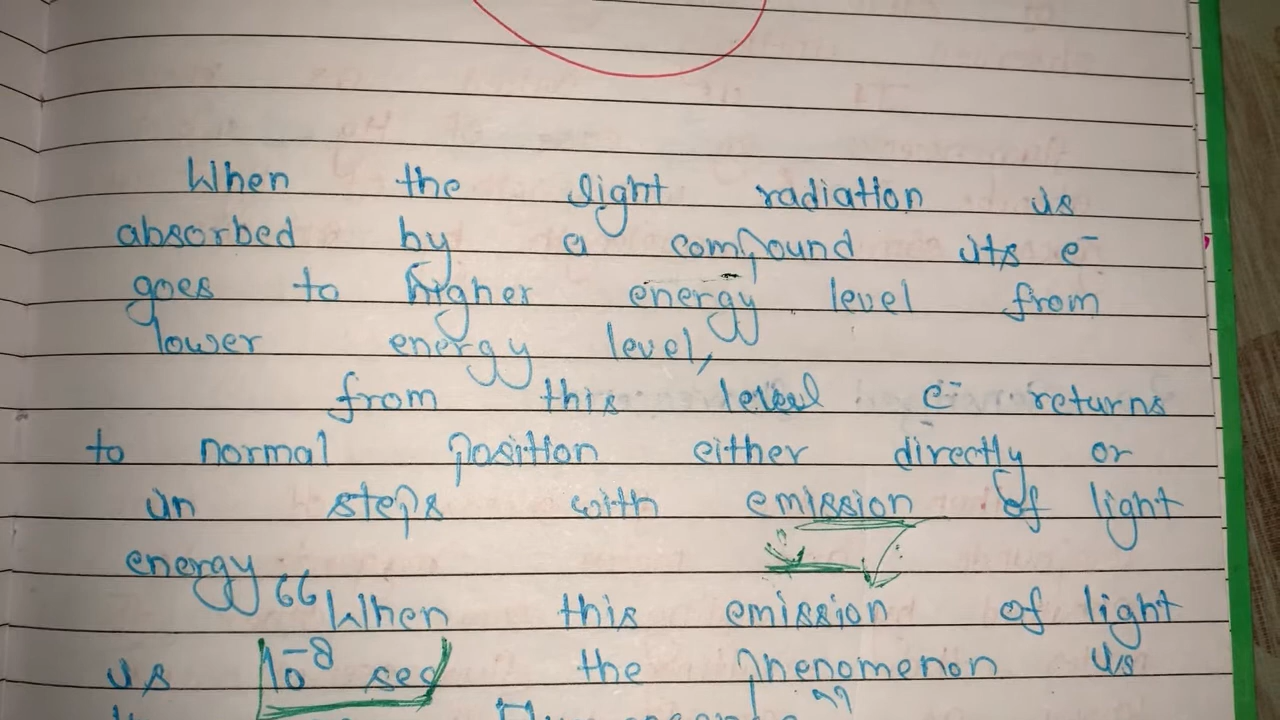 When the light radiation is
absorbed by a compound its e⁻
goes to higher energy level from
lower energy level,
from this level e⁻ returns
to normal position either directly or
in steps with emission of light
energy “When this emission of light
is 10⁻⁸ sec the phenomenon is